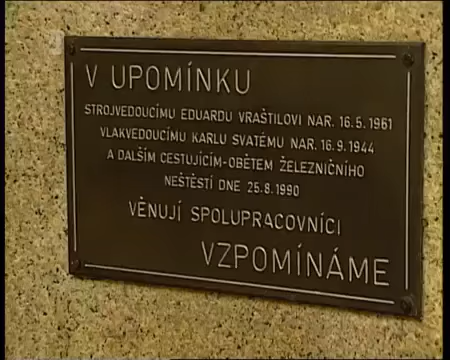 V UPOMÍNKU
STROJVEDOUCÍMU EDUARDU VRAŠTILOVI NAR. 16.5.1961
VLAKVEDOUCÍMU KARLU SVATÉMU NAR. 16.9.1944
A DALŠÍM CESTUJÍCÍM-OBĚTEM ŽELEZNIČNÍHO
NEŠTĚSTÍ DNE 25.8.1990
VĚNUJÍ SPOLUPRACOVNÍCI
VZPOMÍNÁME